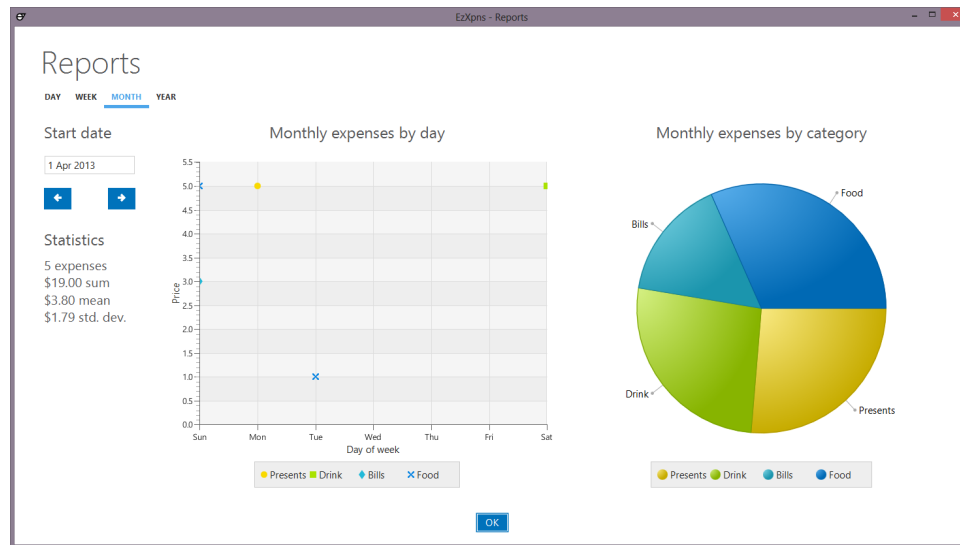 EzXpns - Reports
Reports
DAY WEEK MONTH YEAR
Start date
1 Apr 2013
Statistics
5 expenses
$19.00 sum
$3.80 mean
$1.79 std. dev.
Monthly expenses by day
5.5
5.0
4.5
4.0
3.5
3.0
2.5
2.0
1.5
1.0
0.5
0.0
Price
Sun Mon Tue Wed Thu Fri Sat
Day of week
Presents Drink Bills Food
Monthly expenses by category
Food
Bills
Drink
Presents
Presents Drink Bills Food
OK